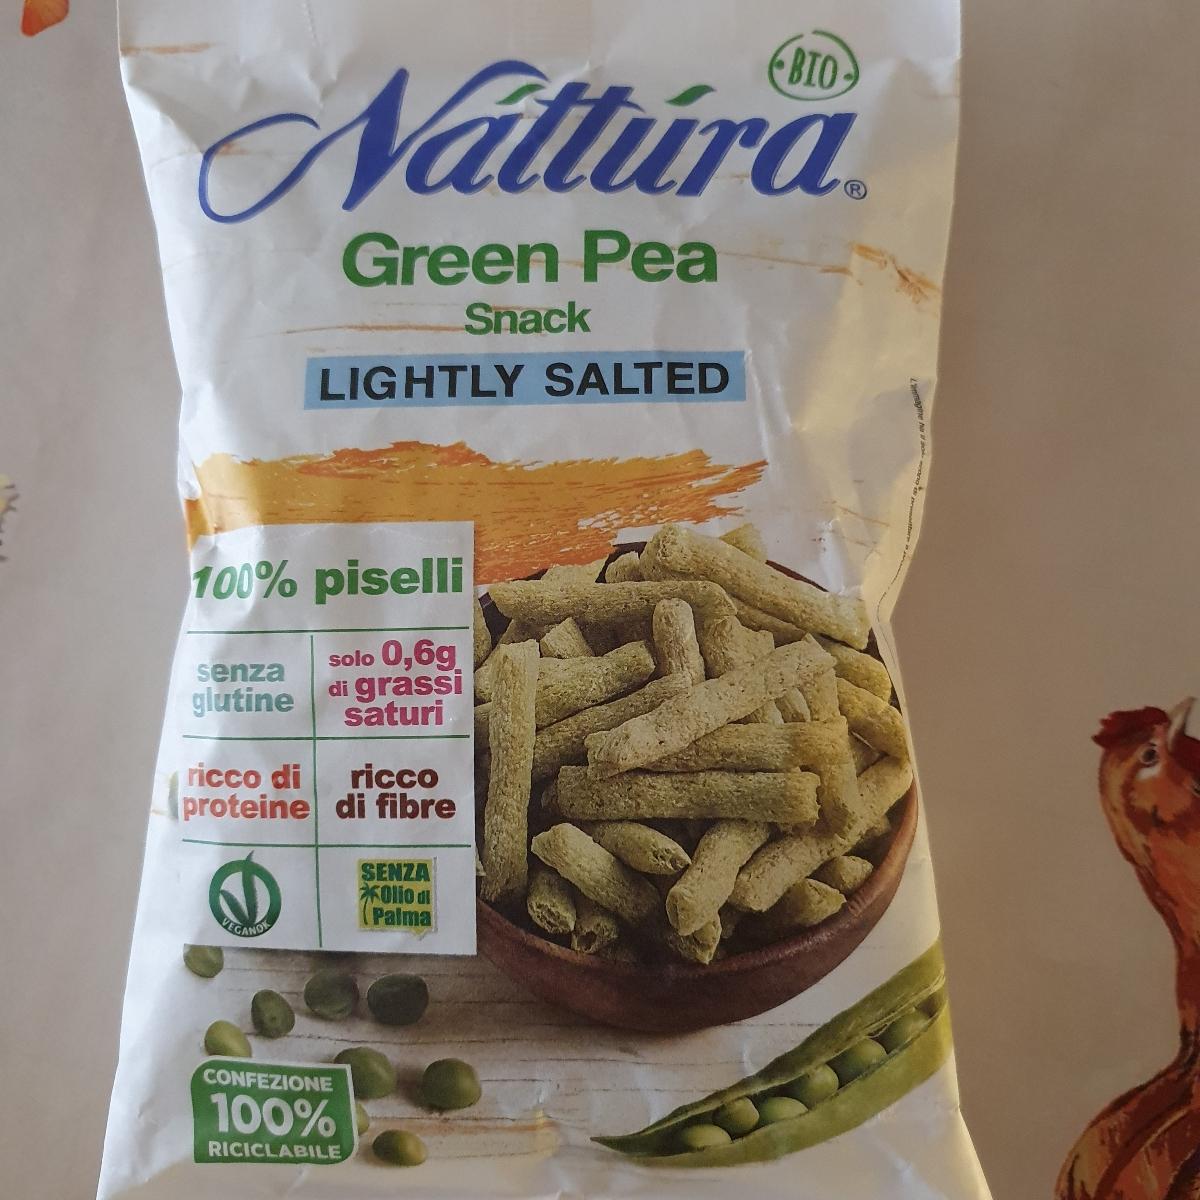 BIO
Náttúra®
Green Pea
Snack
LIGHTLY SALTED
100% piselli
senza
glutine
solo 0,6g
di grassi
saturi
ricco di
proteine
ricco
di fibre
VEGANOK
SENZA
Olio di
Palma
CONFEZIONE
100%
RICICLABILE